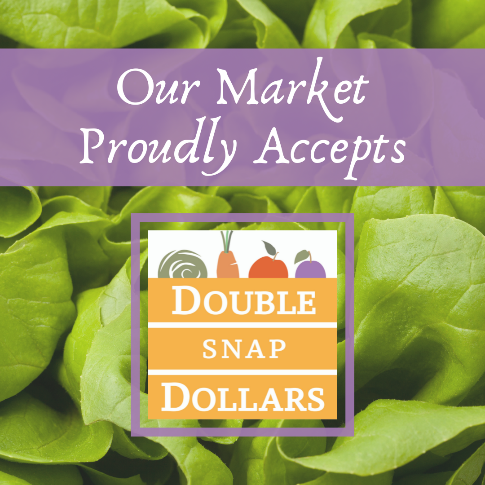 Our Market
Proudly Accepts
DOUBLE
SNAP
DOLLARS